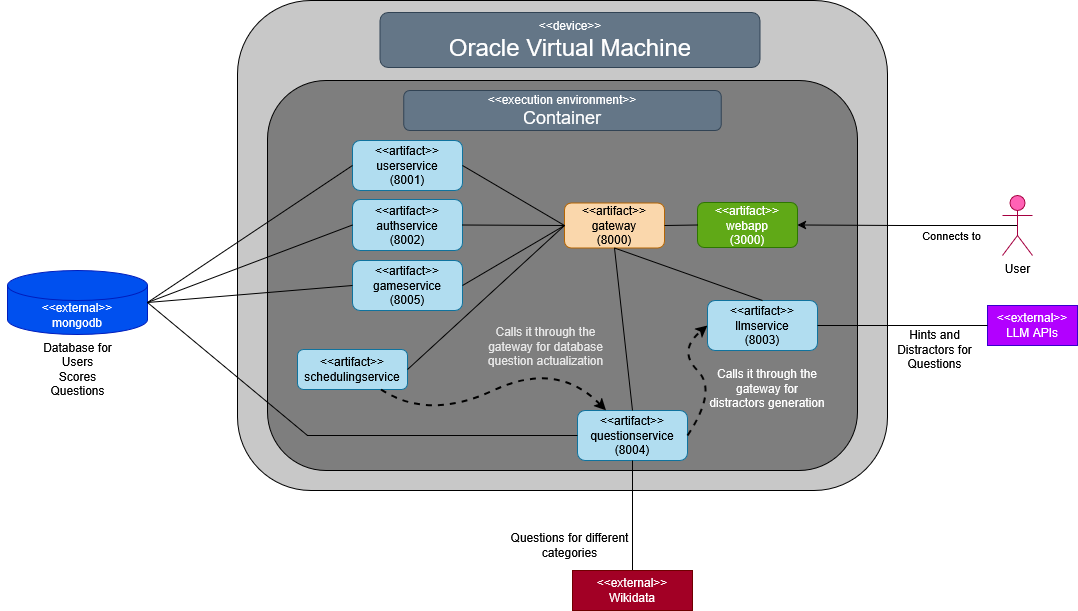 <<device>>
Oracle Virtual Machine
<<execution environment>>
Container
<<artifact>>
userservice
(8001)
<<artifact>>
authservice
(8002)
<<artifact>>
gameservice
(8005)
<<artifact>>
gateway
(8000)
<<artifact>>
webapp
(3000)
Connects to
User
<<external>>
mongodb
Database for
Users
Scores
Questions
<<artifact>>
schedulingservice
Calls it through the
gateway for database
question actualization
<<artifact>>
llmservice
(8003)
<<external>>
LLM APIs
Hints and
Distractors for
Questions
Calls it through the
gateway for
distractors generation
<<artifact>>
questionservice
(8004)
Questions for different
categories
<<external>>
Wikidata